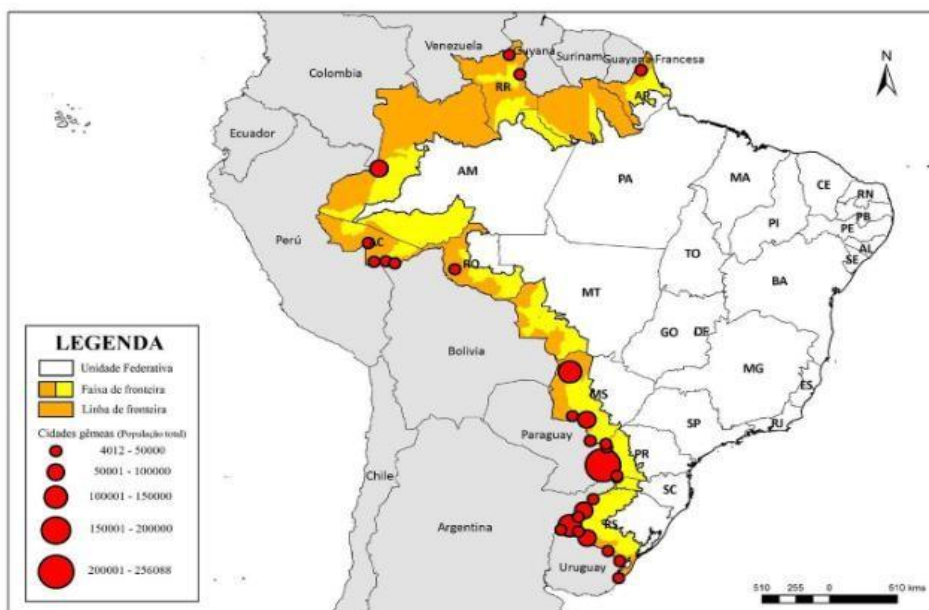 Venezuela
Guyana
Surinam
Guayana Francesa
Colombia
N
RR
AP
Ecuador
AM
PA
MA
CE
RN
PB
PE
PI
AL
SE
Perú
AC
TO
RO
BA
MT
GO
DF
Bolivia
MG
ES
MS
SP
RJ
Paraguay
PR
SC
Chile
Argentina
RS
Uruguay
LEGENDA
Unidade Federativa
Faixa de fronteira
Linha de fronteira
Cidades gêmeas (População total)
4012 - 50000
50001 - 100000
100001 - 150000
150001 - 200000
200001 - 256088
510 255 0 510 kms